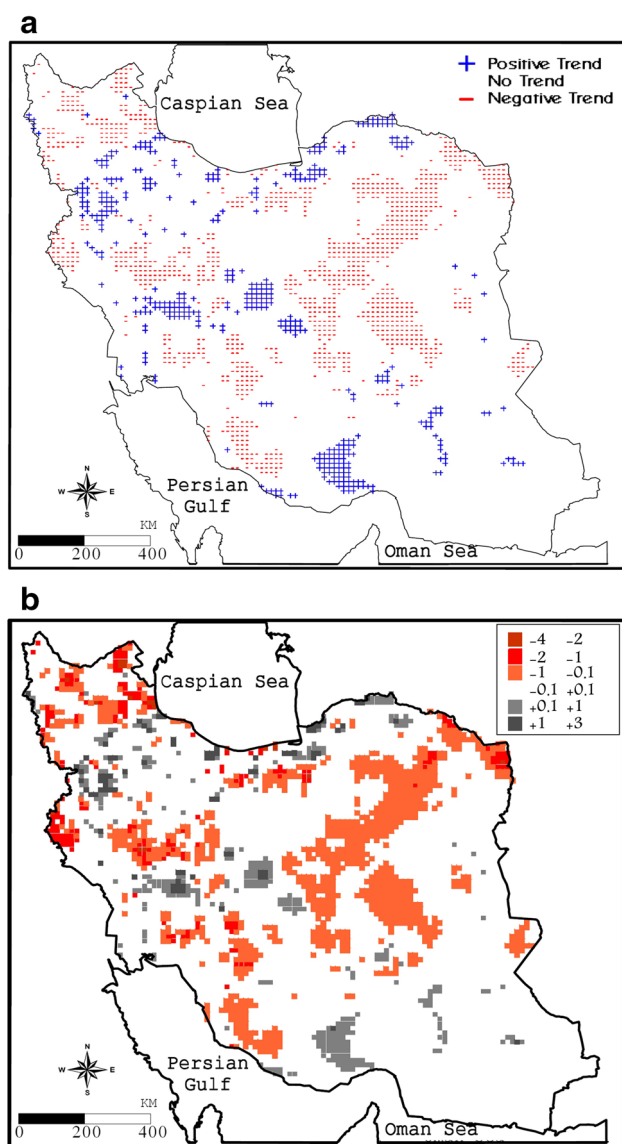 a
+ Positive Trend
No Trend
– Negative Trend
Caspian Sea
Persian
Gulf
Oman Sea
N
W E
S
KM
0 200 400
b
-4 -2
-2 -1
-1 -0.1
-0.1 +0.1
+0.1 +1
+1 +3
Caspian Sea
Persian
Gulf
Oman Sea
N
W E
S
KM
0 200 400